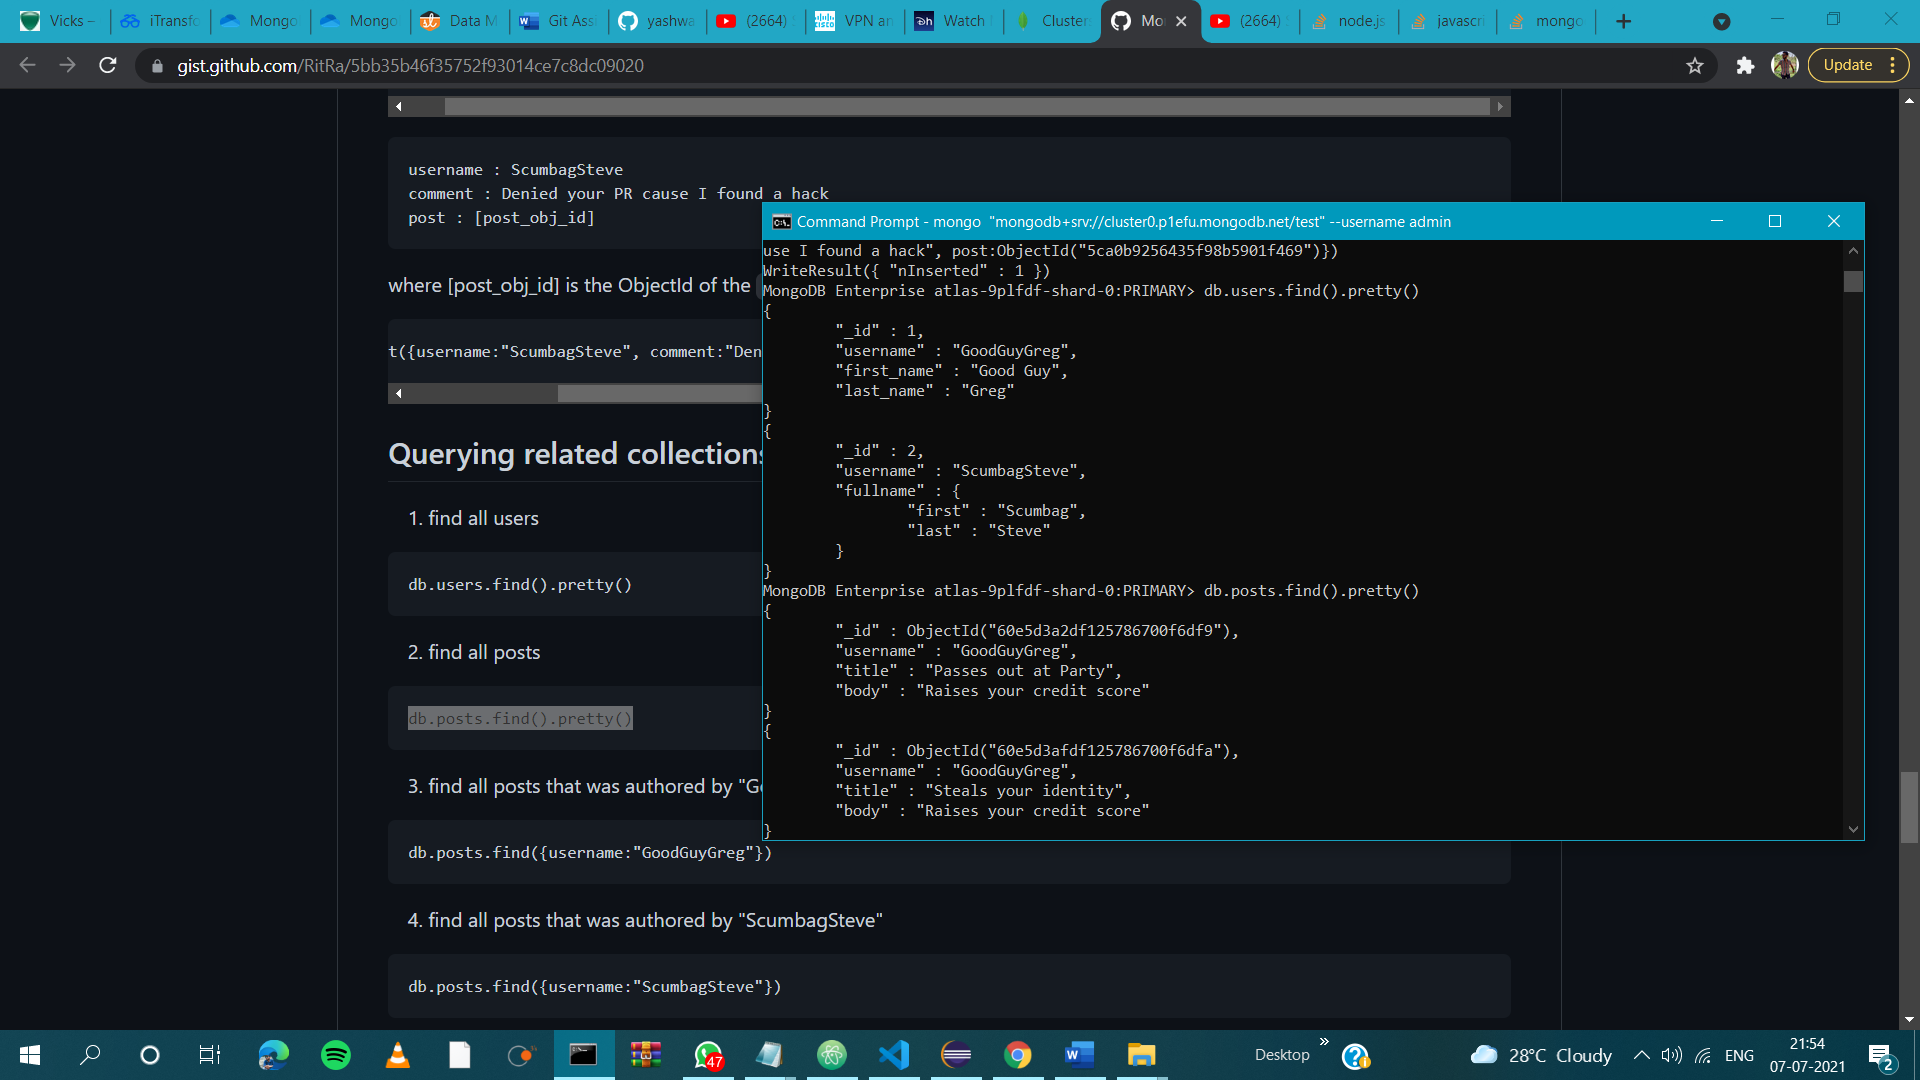 Vicks –
iTransfo
Mongo
Mongo
Data M
Git Assi
yashwa
(2664)
VPN an
Watch
Cluster
Mo
(2664)
node.js
javascri
mongo
gist.github.com/RitRa/5bb35b46f35752f93014ce7c8dc09020
Update
username : ScumbagSteve
comment : Denied your PR cause I found a hack
post : [post_obj_id]
where [post_obj_id] is the ObjectId of the
t({username:"ScumbagSteve", comment:"Den
Querying related collections
1. find all users
db.users.find().pretty()
2. find all posts
db.posts.find().pretty()
3. find all posts that was authored by "Go
db.posts.find({username:"GoodGuyGreg"})
4. find all posts that was authored by "ScumbagSteve"
db.posts.find({username:"ScumbagSteve"})
Command Prompt - mongo "mongodb+srv://cluster0.p1efu.mongodb.net/test" --username admin
use I found a hack", post:ObjectId("5ca0b9256435f98b5901f469")})
WriteResult({ "nInserted" : 1 })
MongoDB Enterprise atlas-9plfdf-shard-0:PRIMARY> db.users.find().pretty()
{
"_id" : 1,
"username" : "GoodGuyGreg",
"first_name" : "Good Guy",
"last_name" : "Greg"
}
{
"_id" : 2,
"username" : "ScumbagSteve",
"fullname" : {
"first" : "Scumbag",
"last" : "Steve"
}
}
MongoDB Enterprise atlas-9plfdf-shard-0:PRIMARY> db.posts.find().pretty()
{
"_id" : ObjectId("60e5d3a2df125786700f6df9"),
"username" : "GoodGuyGreg",
"title" : "Passes out at Party",
"body" : "Raises your credit score"
}
{
"_id" : ObjectId("60e5d3afdf125786700f6dfa"),
"username" : "GoodGuyGreg",
"title" : "Steals your identity",
"body" : "Raises your credit score"
}
47
Desktop
28°C Cloudy
ENG
21:54
07-07-2021
2